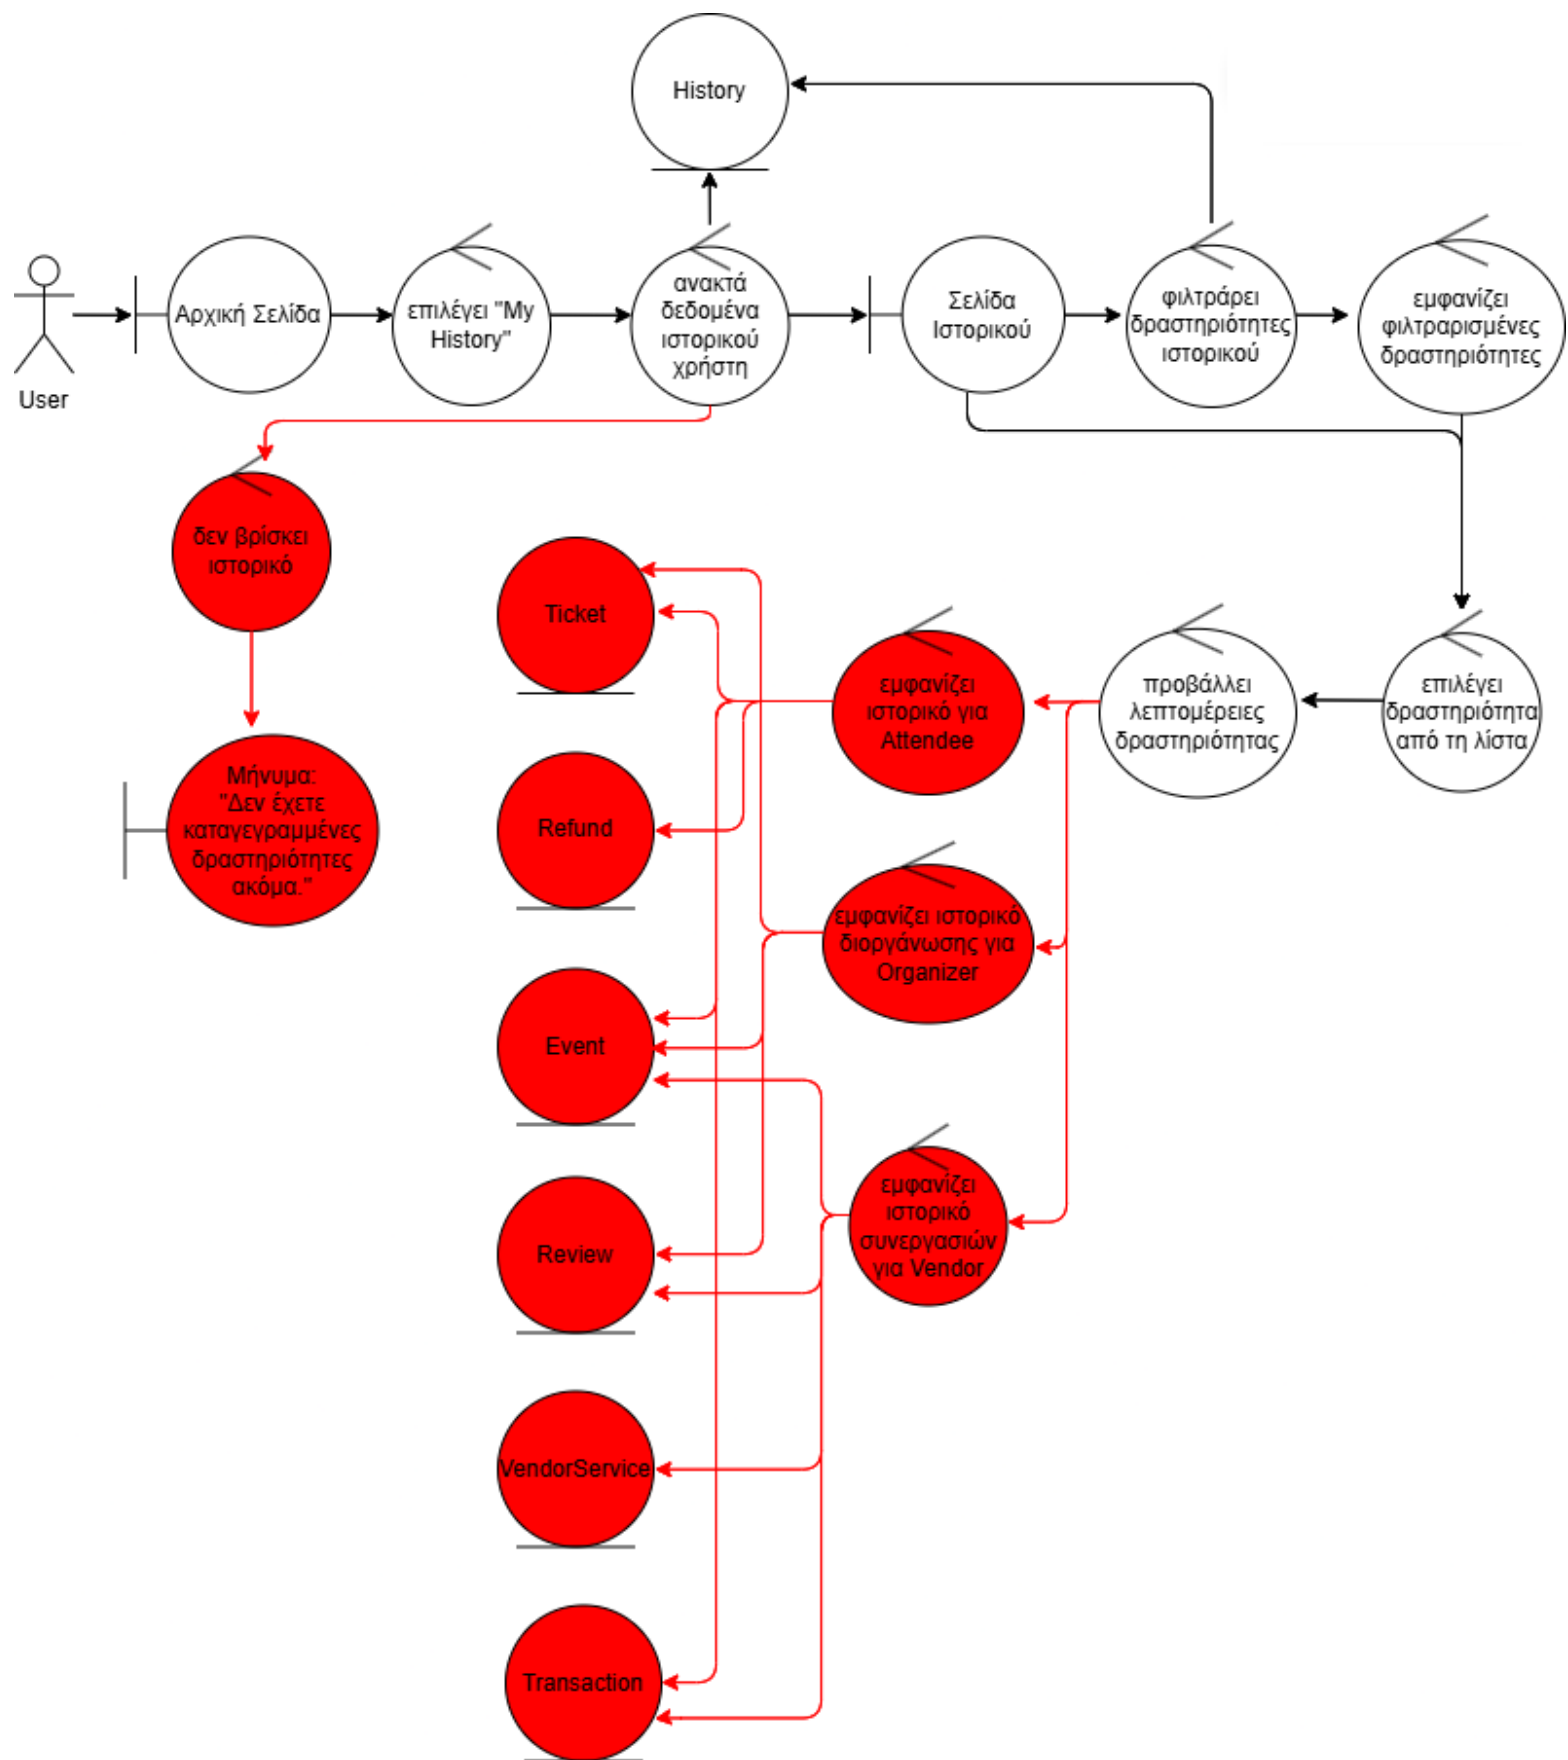 History
User
Αρχική Σελίδα
επιλέγει "My
History"
ανακτά
δεδομένα
ιστορικού
χρήστη
Σελίδα
Ιστορικού
φιλτράρει
δραστηριότητες
ιστορικού
εμφανίζει
φιλτραρισμένες
δραστηριότητες
δεν βρίσκει
ιστορικό
Μήνυμα:
"Δεν έχετε
καταγεγραμμένες
δραστηριότητες
ακόμα."
Ticket
εμφανίζει
ιστορικό για
Attendee
προβάλλει
λεπτομέρειες
δραστηριότητας
επιλέγει
δραστηριότητα
από τη λίστα
Refund
εμφανίζει ιστορικό
διοργάνωσης για
Organizer
Event
Review
εμφανίζει
ιστορικό
συνεργασιών
για Vendor
VendorService
Transaction